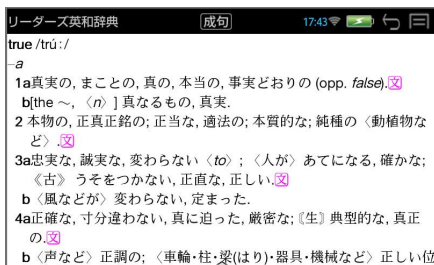 リーダーズ英和辞典 成句 17:43
true /trúː/
–a
1a真実の, まことの, 真の, 本当の, 事実どおりの (opp. false).文
b[the ～, 〈n〉] 真なるもの, 真実.
2 本物の, 正真正銘の; 正当な, 適法の; 本質的な; 純種の〈動植物な
ど〉.文
3a忠実な, 誠実な, 変わらない〈to〉; 〈人が〉あてになる, 確かな;
《古》 うそをつかない, 正直な, 正しい.文
b〈風などが〉変わらない, 定まった.
4a正確な, 寸分違わない, 真に迫った, 厳密な;〘生〙典型的な, 真正
の.文
b〈声など〉正調の; 〈車輪・柱・梁(はり)・器具・機械など〉正しい位